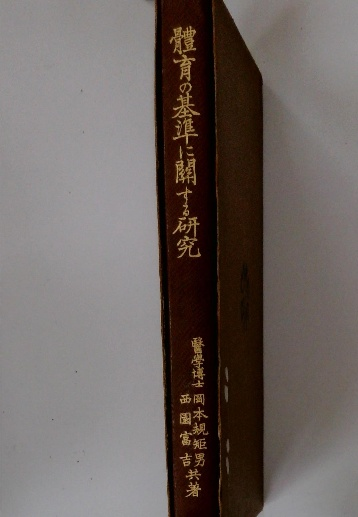 體育の基準に關する研究
醫學博士
岡本規矩男
西園富吉
共著